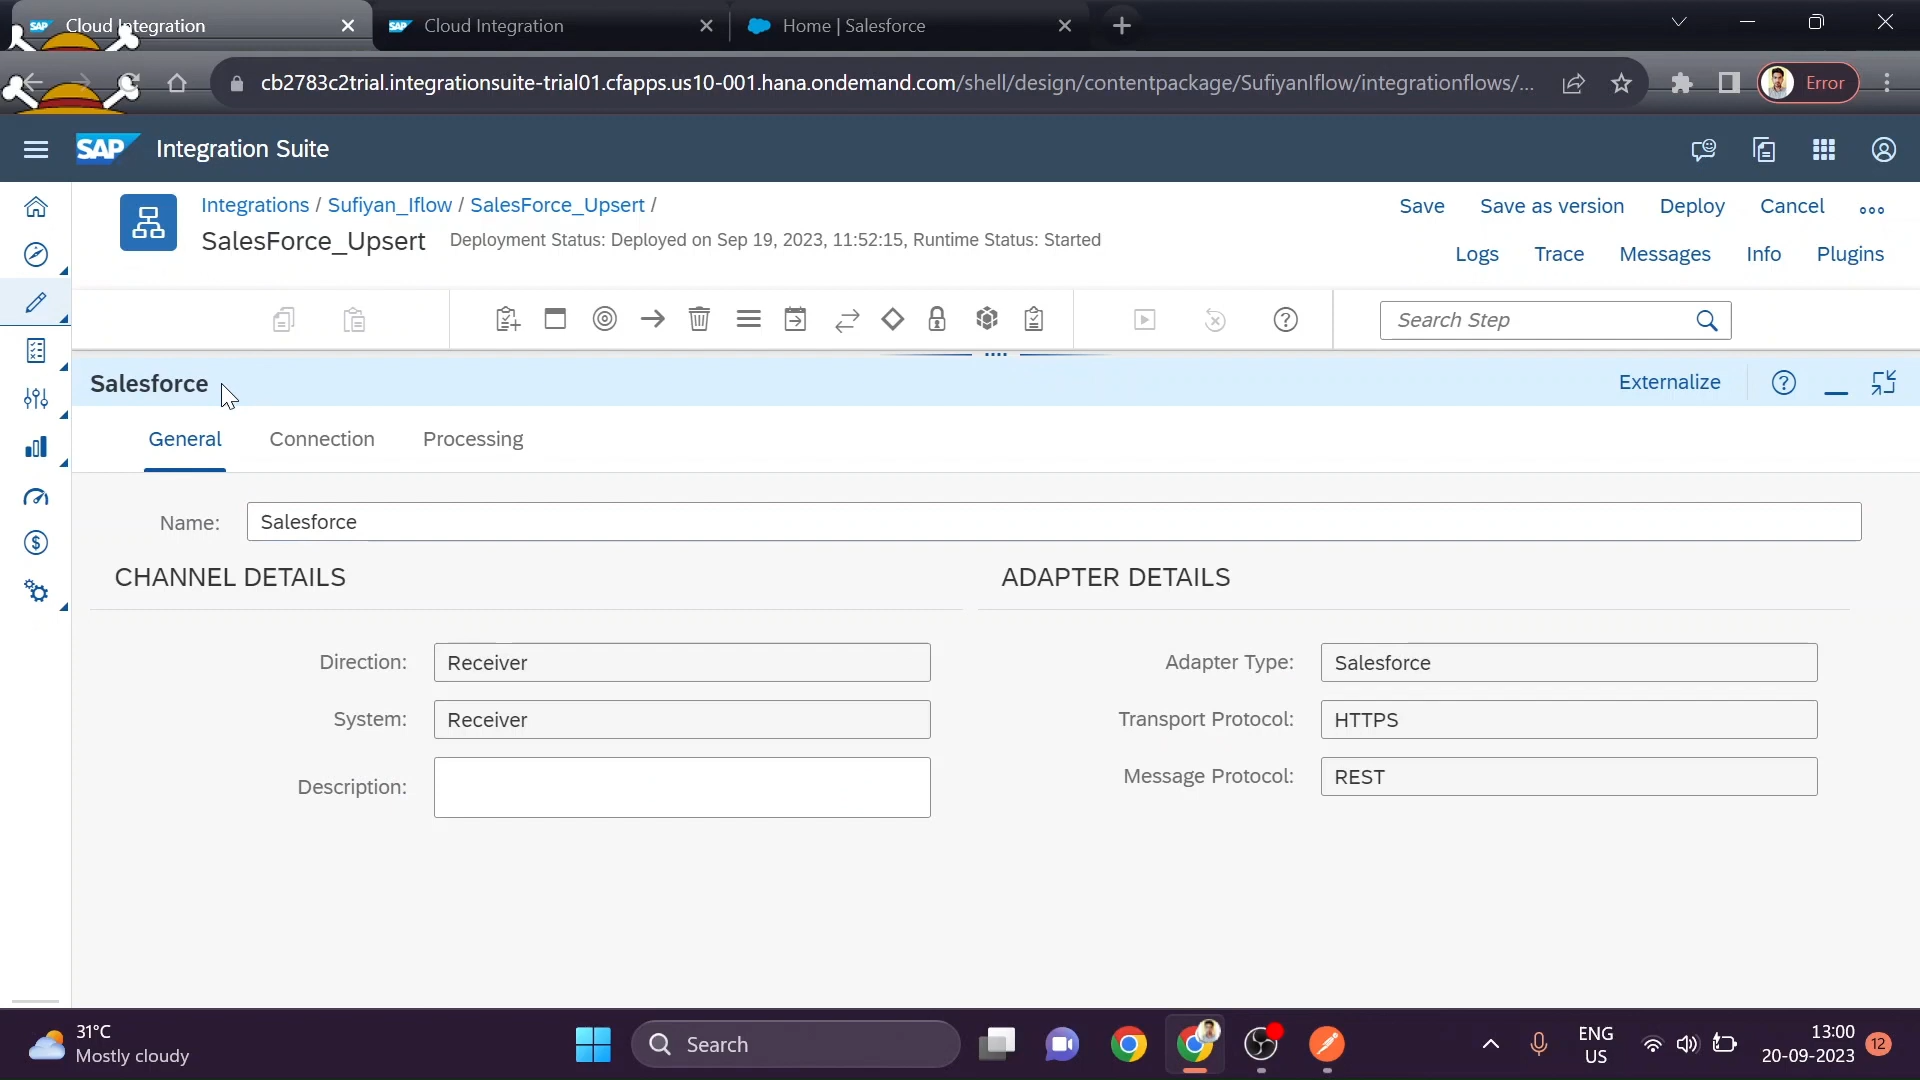 Cloud Integration
Cloud Integration
Home | Salesforce
cb2783c2trial.integrationsuite-trial01.cfapps.us10-001.hana.ondemand.com/shell/design/contentpackage/SufiyanIflow/integrationflows/...
Error
SAP Integration Suite
Integrations / Sufiyan_Iflow / SalesForce_Upsert /
Save
Save as version
Deploy
Cancel
SalesForce_Upsert
Deployment Status: Deployed on Sep 19, 2023, 11:52:15, Runtime Status: Started
Logs
Trace
Messages
Info
Plugins
Search Step
Salesforce
Externalize
General
Connection
Processing
Name: Salesforce
CHANNEL DETAILS
ADAPTER DETAILS
Direction: Receiver
Adapter Type: Salesforce
System: Receiver
Transport Protocol: HTTPS
Description:
Message Protocol: REST
31°C
Mostly cloudy
Search
ENG
US
13:00
20-09-2023
12